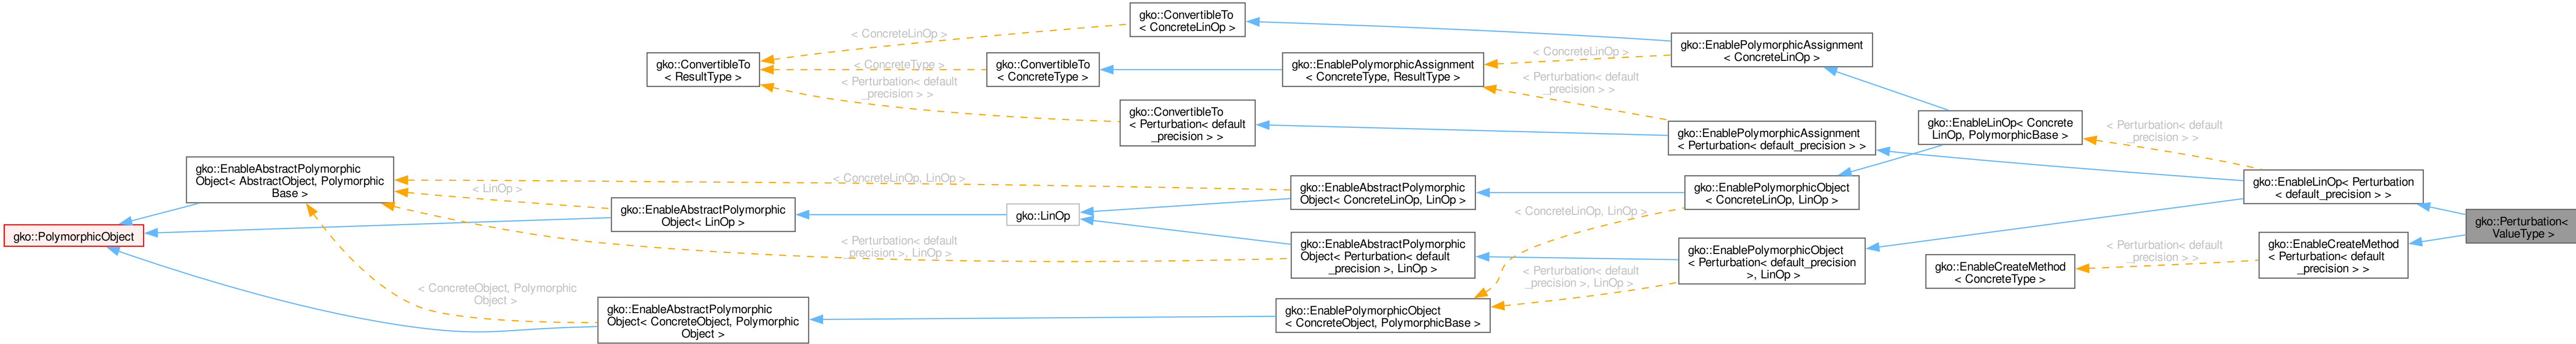 gko::ConvertibleTo
< ConcreteLinOp >
< ConcreteLinOp >
gko::EnablePolymorphicAssignment
< ConcreteLinOp >
gko::ConvertibleTo
< ResultType >
< ConcreteType >
gko::ConvertibleTo
< ConcreteType >
gko::EnablePolymorphicAssignment
< ConcreteType, ResultType >
< ConcreteLinOp >
< Perturbation< default
_precision > >
< Perturbation< default
_precision > >
gko::ConvertibleTo
< Perturbation< default
_precision > >
gko::EnablePolymorphicAssignment
< Perturbation< default_precision > >
gko::EnableLinOp< Concrete
LinOp, PolymorphicBase >
< Perturbation< default
_precision > >
gko::EnableAbstractPolymorphic
Object< AbstractObject, Polymorphic
Base >
< LinOp >
< ConcreteLinOp, LinOp >
gko::EnableAbstractPolymorphic
Object< ConcreteLinOp, LinOp >
gko::EnablePolymorphicObject
< ConcreteLinOp, LinOp >
gko::EnableLinOp< Perturbation
< default_precision > >
gko::PolymorphicObject
gko::EnableAbstractPolymorphic
Object< LinOp >
gko::LinOp
< ConcreteLinOp, LinOp >
gko::Perturbation<
ValueType >
< Perturbation< default
_precision >, LinOp >
gko::EnableAbstractPolymorphic
Object< Perturbation< default
_precision >, LinOp >
gko::EnablePolymorphicObject
< Perturbation< default_precision
>, LinOp >
< Perturbation< default
_precision > >
gko::EnableCreateMethod
< Perturbation< default
_precision > >
gko::EnableCreateMethod
< ConcreteType >
< Perturbation< default
_precision >, LinOp >
< ConcreteObject, Polymorphic
Object >
gko::EnableAbstractPolymorphic
Object< ConcreteObject, Polymorphic
Object >
gko::EnablePolymorphicObject
< ConcreteObject, PolymorphicBase >